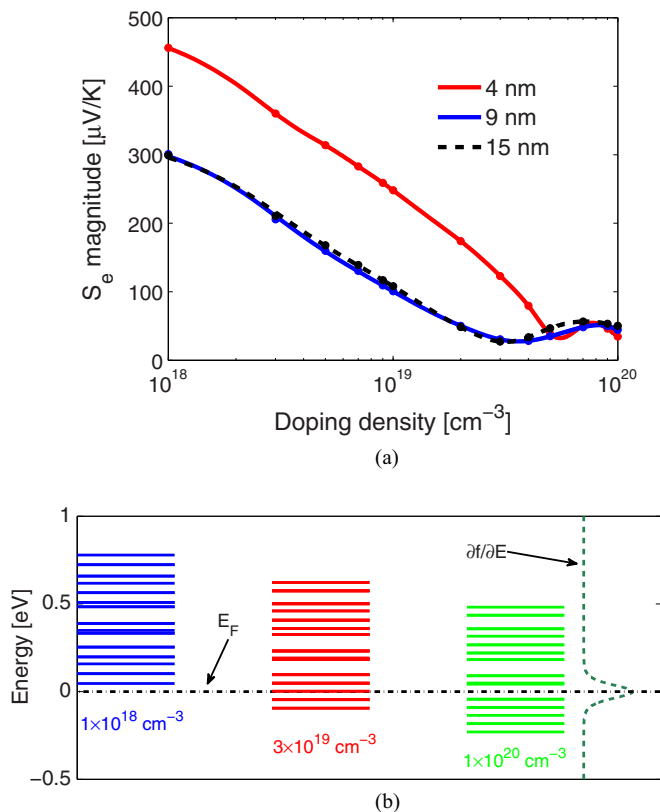 500
400
300
200
100
0
S_e magnitude [µV/K]
4 nm
9 nm
15 nm
10^18
10^19
10^20
Doping density [cm^−3]
(a)
1
0.5
0
−0.5
Energy [eV]
∂f/∂E
E_F
1×10^18 cm^−3
3×10^19 cm^−3
1×10^20 cm^−3
(b)